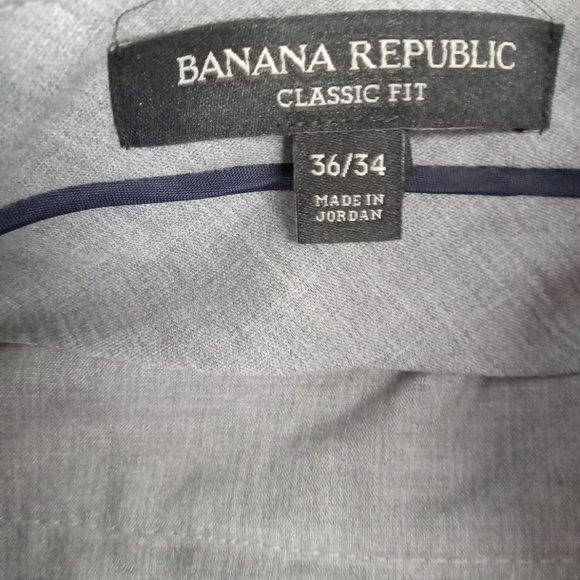 BANANA REPUBLIC
CLASSIC FIT
36/34
MADE IN
JORDAN